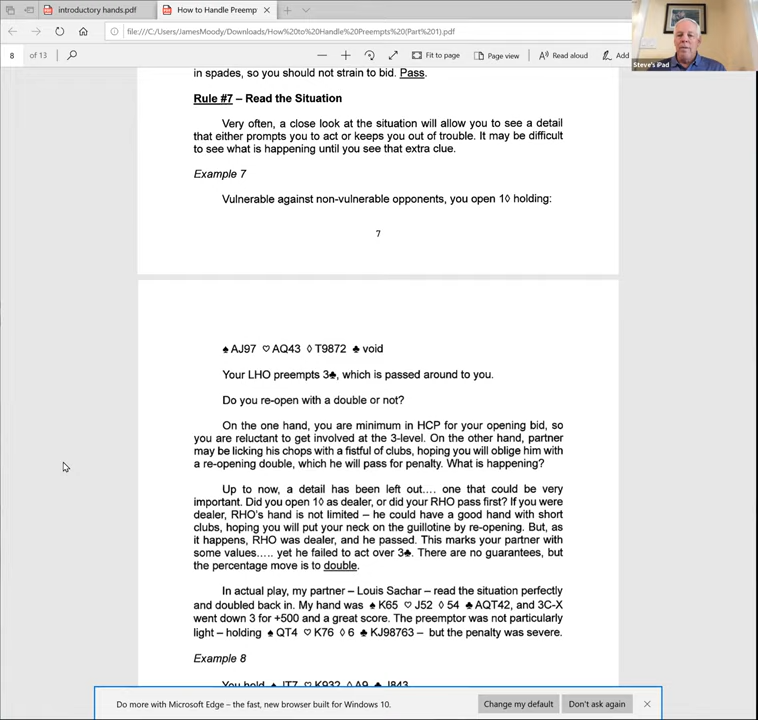 introductory hands.pdf
How to Handle Preemp
file:///C:/Users/JamesMoody/Downloads/How%20to%20Handle%20Preempts%20(Part%201).pdf
8 of 13
Fit to page
Page view
Read aloud
Add
Steve's iPad
in spades, so you should not strain to bid. Pass.
Rule #7 – Read the Situation
Very often, a close look at the situation will allow you to see a detail
that either prompts you to act or keeps you out of trouble. It may be difficult
to see what is happening until you see that extra clue.
Example 7
Vulnerable against non-vulnerable opponents, you open 1◊ holding:
7
♠ AJ97 ♡ AQ43 ◊ T9872 ♣ void
Your LHO preempts 3♣, which is passed around to you.
Do you re-open with a double or not?
On the one hand, you are minimum in HCP for your opening bid, so
you are reluctant to get involved at the 3-level. On the other hand, partner
may be licking his chops with a fistful of clubs, hoping you will oblige him with
a re-opening double, which he will pass for penalty. What is happening?
Up to now, a detail has been left out…. one that could be very
important. Did you open 1◊ as dealer, or did your RHO pass first? If you were
dealer, RHO's hand is not limited – he could have a good hand with short
clubs, hoping you will put your neck on the guillotine by re-opening. But, as
it happens, RHO was dealer, and he passed. This marks your partner with
some values….. yet he failed to act over 3♣. There are no guarantees, but
the percentage move is to double.
In actual play, my partner – Louis Sachar – read the situation perfectly
and doubled back in. My hand was ♠ K65 ♡ J52 ◊ 54 ♣ AQT42, and 3C-X
went down 3 for +500 and a great score. The preemptor was not particularly
light – holding ♠ QT4 ♡ K76 ◊ 6 ♣ KJ98763 – but the penalty was severe.
Example 8
You hold ♠ JT7 ♡ K932 ◊ A9 ♣ J843
Do more with Microsoft Edge – the fast, new browser built for Windows 10.
Change my default
Don't ask again